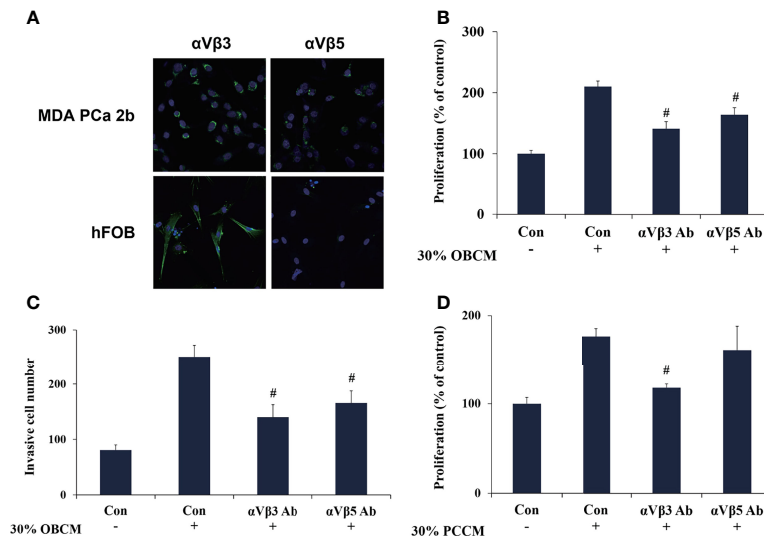 A
αVβ3 αVβ5
MDA PCa 2b
hFOB
B
Proliferation (% of control)
300
200
100
0
Con Con αVβ3 Ab αVβ5 Ab
# #
30% OBCM - + + +
C
Invasive cell number
300
200
100
0
Con Con αVβ3 Ab αVβ5 Ab
# #
30% OBCM - + + +
D
Proliferation (% of control)
200
100
0
Con Con αVβ3 Ab αVβ5 Ab
#
30% PCCM - + + +